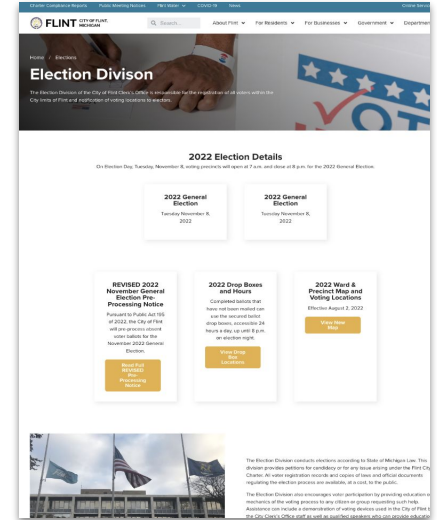 Charter Compliance Reports Public Meeting Notices Flint Water COVID-19 News Online Servic
FLINT CITY OF FLINT, MICHIGAN Search... About Flint For Residents For Businesses Government Departmen
Home / Elections
Election Divison
The Election Division of the City of Flint Clerk's Office is responsible for the registration of all voters within the
City limits of Flint and notification of voting locations to electors.
VOT
2022 Election Details
On Election Day, Tuesday, November 8, voting precincts will open at 7 a.m. and close at 8 p.m. for the 2022 General Election.
2022 General
Election
Tuesday November 8,
2022
2022 General
Election
Tuesday November 8,
2022
REVISED 2022
November General
Election Pre-
Processing Notice
Pursuant to Public Act 195
of 2022, the City of Flint
will pre-process absent
voter ballots for the
November 2022 General
Election.
Read Full
REVISED
Pre-
Processing
Notice
2022 Drop Boxes
and Hours
Completed ballots that
have not been mailed can
use the secured ballot
drop boxes, accessible 24
hours a day, up until 8 p.m.
on election night.
View Drop
Box
Locations
2022 Ward &
Precinct Map and
Voting Locations
Effective August 2, 2022
View New
Map
The Election Division conducts elections according to State of Michigan Law. This
division provides petitions for candidacy or for any issue arising under the Flint City
Charter. All voter registration records and copies of laws and official documents
regulating the election process are available, at a cost, to the public.
The Election Division also encourages voter participation by providing education o
mechanics of the voting process to any citizen or group requesting such help.
Assistance can include a demonstration of voting devices used in the City of Flint b
the City Clerk's Office staff as well as qualified speakers who can provide educatio